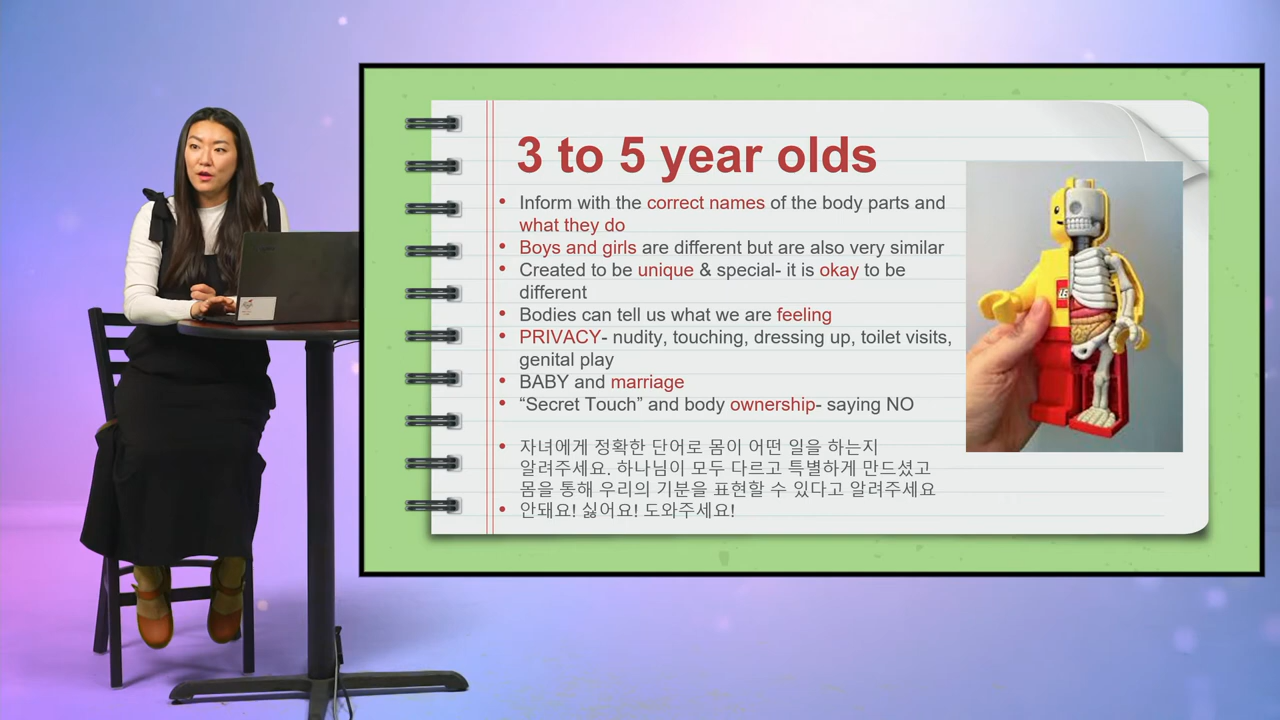 3 to 5 year olds
• Inform with the correct names of the body parts and
what they do
• Boys and girls are different but are also very similar
• Created to be unique & special- it is okay to be
different
• Bodies can tell us what we are feeling
• PRIVACY- nudity, touching, dressing up, toilet visits,
genital play
• BABY and marriage
• “Secret Touch” and body ownership- saying NO
• 자녀에게 정확한 단어로 몸이 어떤 일을 하는지
알려주세요. 하나님이 모두 다르고 특별하게 만드셨고
몸을 통해 우리의 기분을 표현할 수 있다고 알려주세요
• 안돼요! 싫어요! 도와주세요!